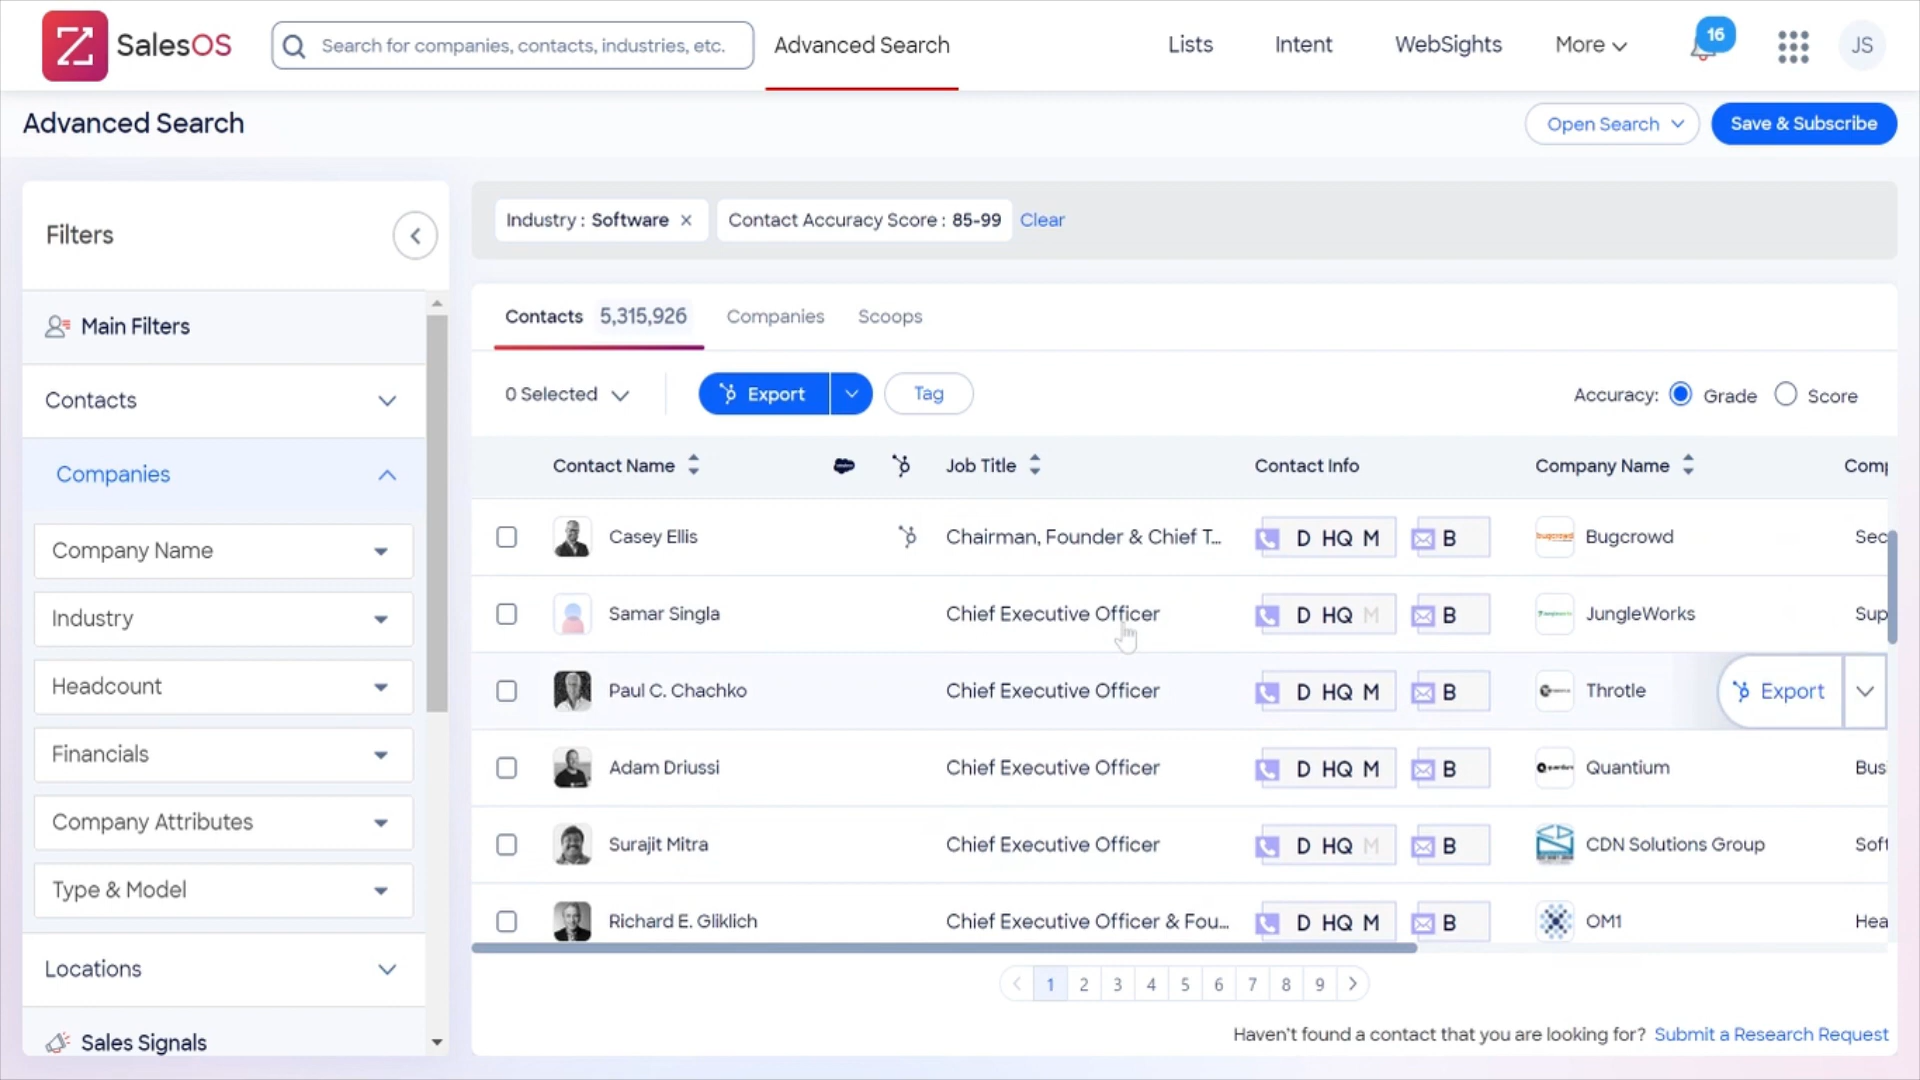 SalesOS
Search for companies, contacts, industries, etc.
Advanced Search
Lists
Intent
WebSights
More
16
JS
Advanced Search
Open Search
Save & Subscribe
Filters
Main Filters
Contacts
Companies
Company Name
Industry
Headcount
Financials
Company Attributes
Type & Model
Locations
Sales Signals
Industry : Software
Contact Accuracy Score : 85-99
Clear
Contacts 5,315,926
Companies
Scoops
0 Selected
Export
Tag
Accuracy: Grade Score
Contact Name Job Title Contact Info Company Name Comp
Casey Ellis Chairman, Founder & Chief T... D HQ M B bugcrowd Bugcrowd Sec
Samar Singla Chief Executive Officer D HQ M B JungleWorks Sup
Paul C. Chachko Chief Executive Officer D HQ M B Throtle Export
Adam Driussi Chief Executive Officer D HQ M B Quantium Bus
Surajit Mitra Chief Executive Officer D HQ M B CDN Solutions Group Soft
Richard E. Gliklich Chief Executive Officer & Fou... D HQ M B OM1 Hea
1 2 3 4 5 6 7 8 9
Haven't found a contact that you are looking for? Submit a Research Request